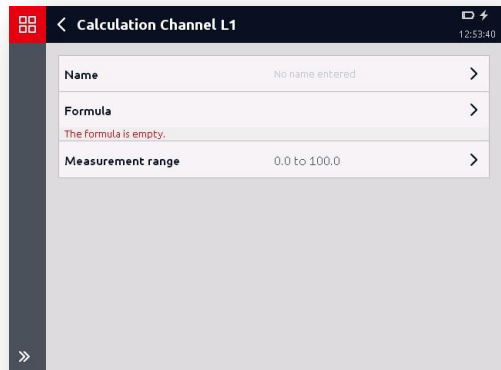 Calculation Channel L1
12:53:40
Name No name entered
Formula
The formula is empty.
Measurement range 0.0 to 100.0